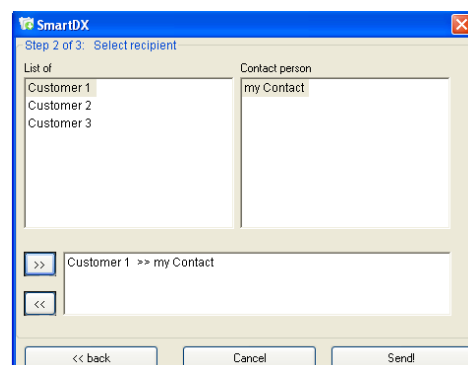 SmartDX
Step 2 of 3: Select recipient
List of
Contact person
Customer 1
Customer 2
Customer 3
my Contact
>>
Customer 1 >> my Contact
<<
<< back
Cancel
Send!